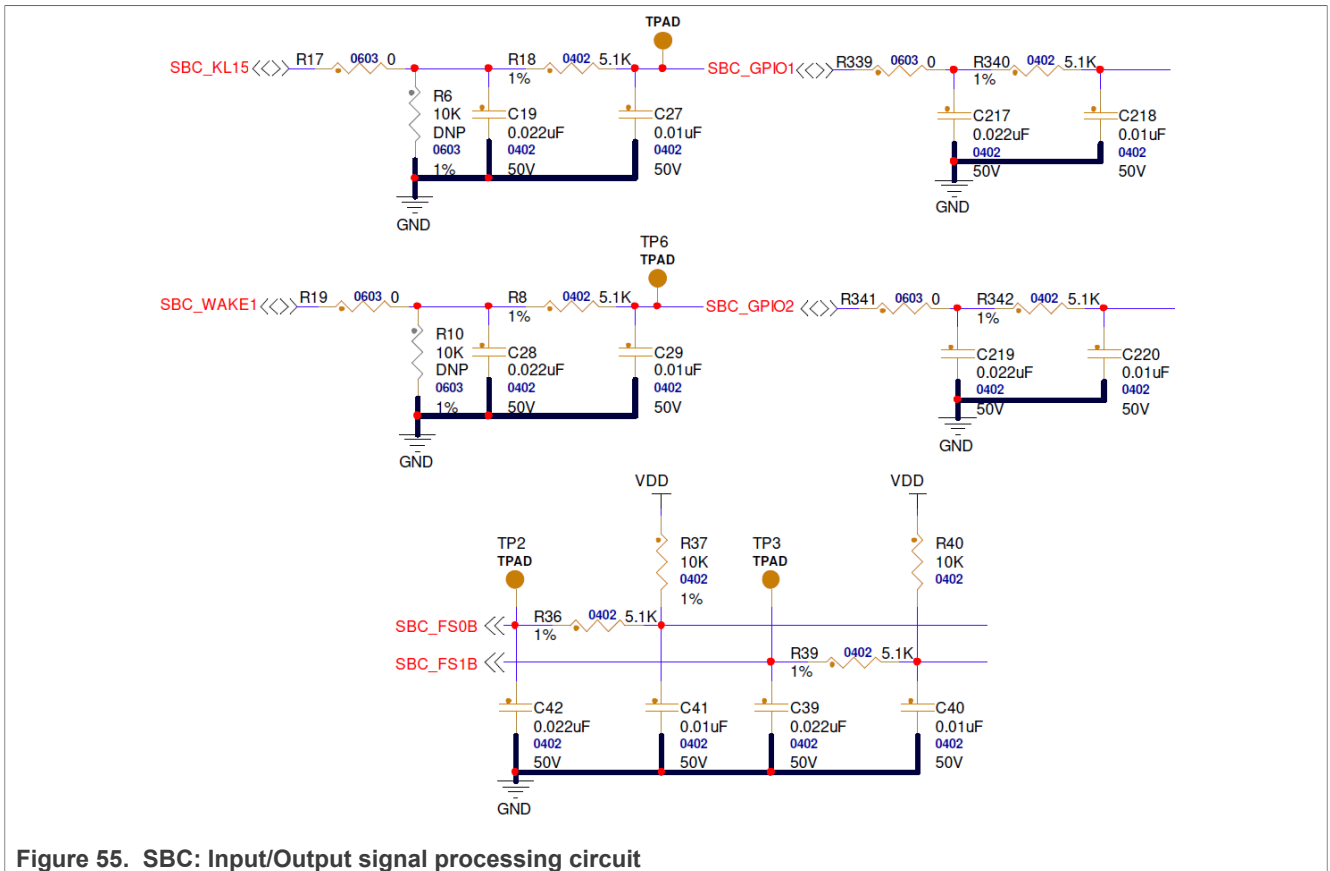 TPAD
SBC_KL15 R17 0603 0 R18 0402 5.1K SBC_GPIO1 R339 0603 0 R340 0402 5.1K
1% 1%
R6 C19 C27 C217 C218
10K 0.022uF 0.01uF 0.022uF 0.01uF
DNP 0402 0402 0402 0402
0603 50V 50V 50V 50V
1%
GND GND
TP6
TPAD
SBC_WAKE1 R19 0603 0 R8 0402 5.1K SBC_GPIO2 R341 0603 0 R342 0402 5.1K
1% 1%
R10 C28 C29 C219 C220
10K 0.022uF 0.01uF 0.022uF 0.01uF
DNP 0402 0402 0402 0402
0603 50V 50V 50V 50V
1%
GND GND
VDD VDD
TP2 R37 TP3 R40
TPAD 10K TPAD 10K
0402 0402
1%
SBC_FS0B R36 0402 5.1K
1%
SBC_FS1B R39 0402 5.1K
1%
C42 C41 C39 C40
0.022uF 0.01uF 0.022uF 0.01uF
0402 0402 0402 0402
50V 50V 50V 50V
GND
Figure 55. SBC: Input/Output signal processing circuit